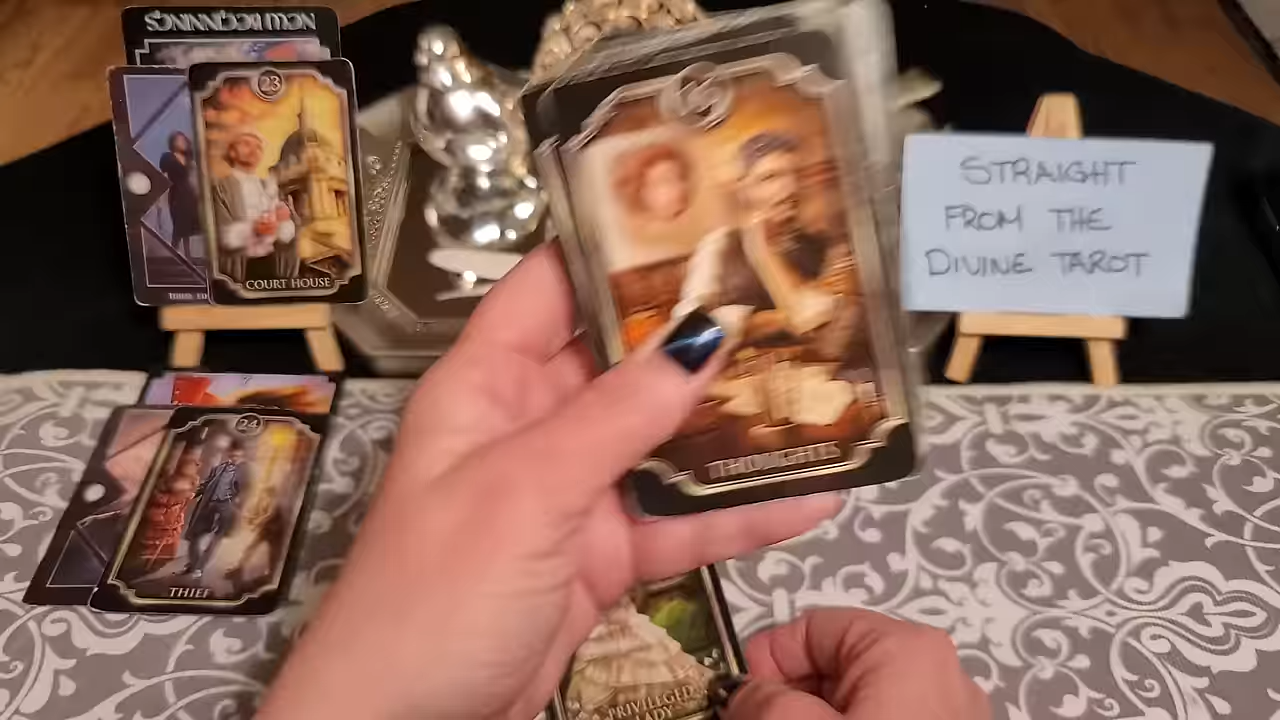 NEW BEGINNINGS
23
COURT HOUSE
STRAIGHT
FROM THE
DIVINE TAROT
THOUGHTS
24
THIEF
PRIVILEGED
LADY